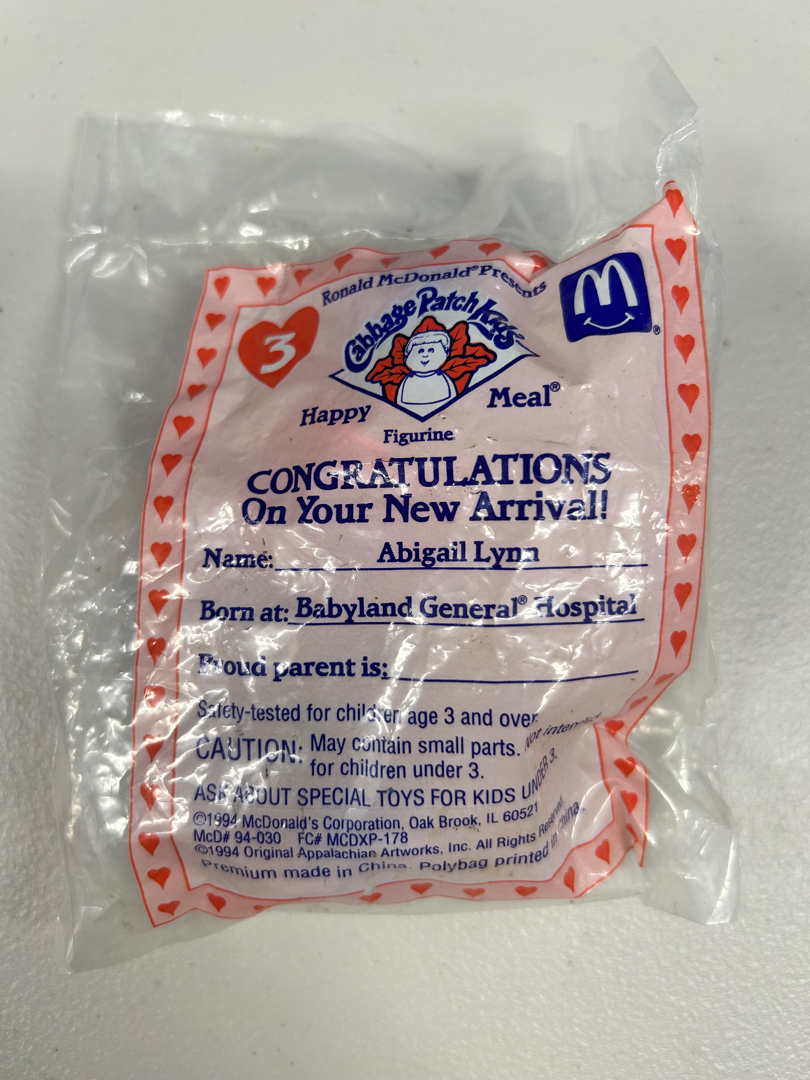 Ronald McDonald® Presents
3
Cabbage Patch Kids
Happy Meal®
Figurine
CONGRATULATIONS
On Your New Arrival!
Name: Abigail Lynn
Born at: Babyland General® Hospital
Proud parent is:
Safety-tested for children age 3 and over.
CAUTION: May contain small parts. Not intended
for children under 3.
ASK ABOUT SPECIAL TOYS FOR KIDS UNDER 3.
©1994 McDonald's Corporation, Oak Brook, IL 60521
McD# 94-030 FC# MCDXP-178
©1994 Original Appalachian Artworks, Inc. All Rights Reserved
Premium made in China. Polybag printed in China.